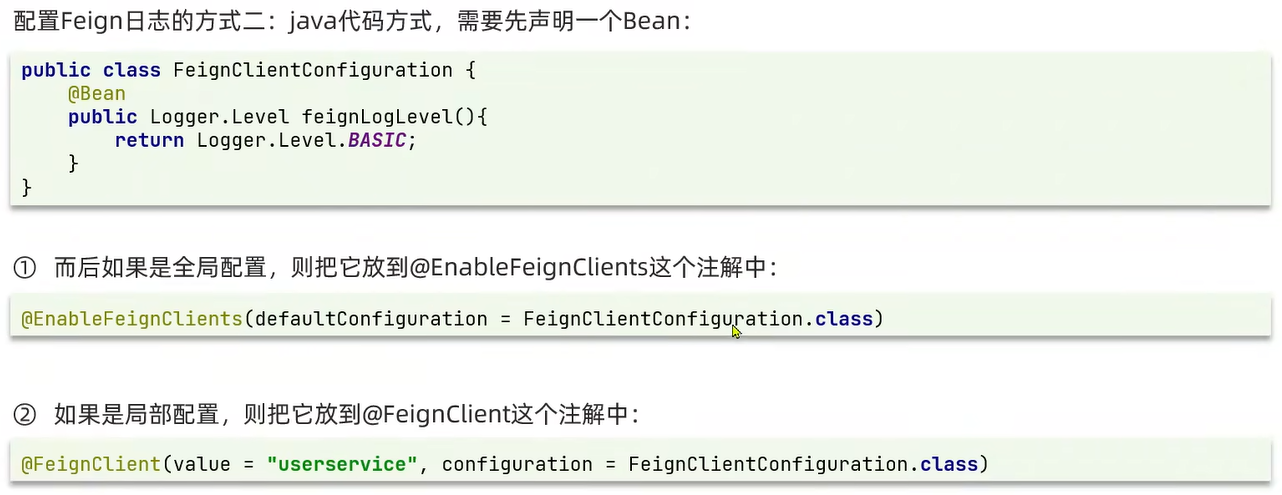 配置Feign日志的方式二：java代码方式，需要先声明一个Bean：
public class FeignClientConfiguration {
    @Bean
    public Logger.Level feignLogLevel(){
        return Logger.Level.BASIC;
    }
}
① 而后如果是全局配置，则把它放到@EnableFeignClients这个注解中：
@EnableFeignClients(defaultConfiguration = FeignClientConfiguration.class)
② 如果是局部配置，则把它放到@FeignClient这个注解中：
@FeignClient(value = "userservice", configuration = FeignClientConfiguration.class)